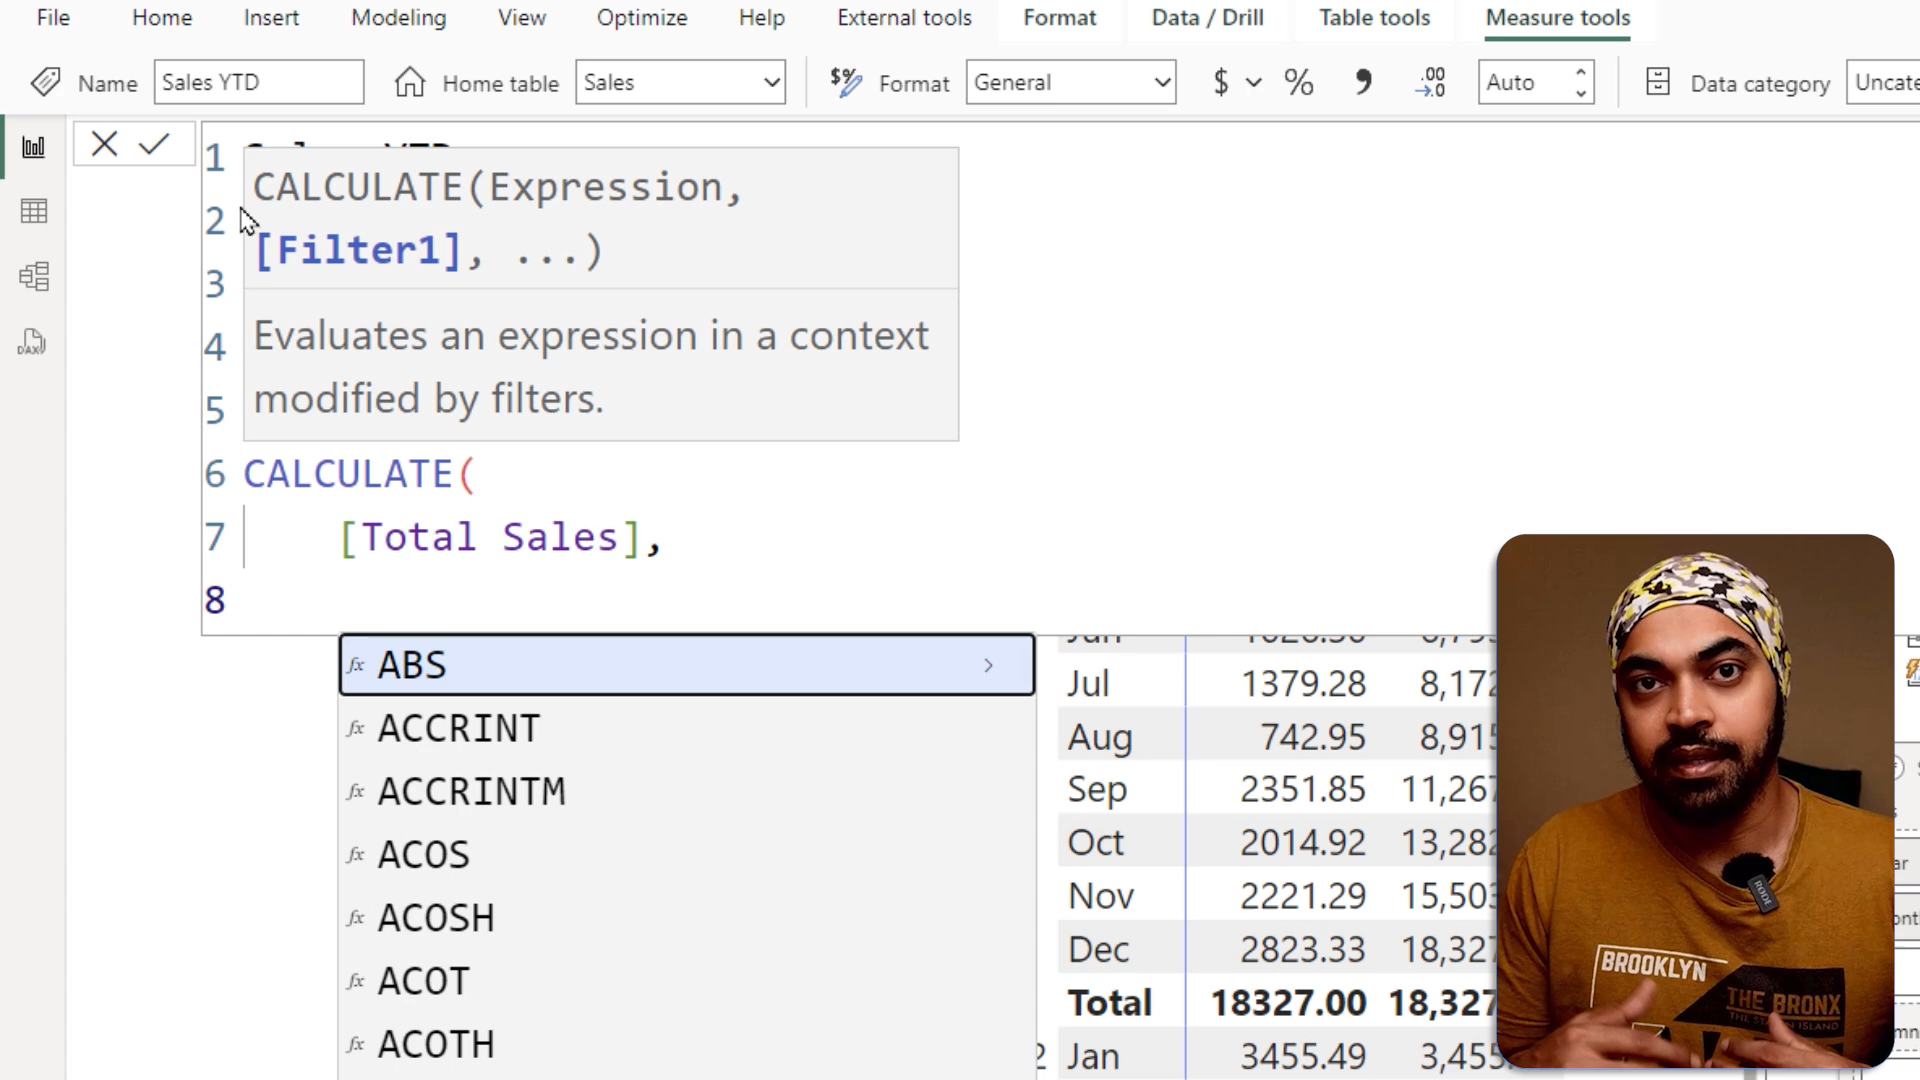 File Home Insert Modeling View Optimize Help External tools Format Data / Drill Table tools Measure tools
Name Sales YTD Home table Sales Format General $ % Auto Data category
1
CALCULATE(Expression,
2
[Filter1], ...)
3
4 Evaluates an expression in a context
5 modified by filters.
6 CALCULATE(
7 [Total Sales],
8
ABS
ACCRINT
ACCRINTM
ACOS
ACOSH
ACOT
ACOTH
Jul 1379.28
Aug 742.95
Sep 2351.85
Oct 2014.92
Nov 2221.29
Dec 2823.33
Total 18327.00
Jan 3455.49
DAX
RODE
BROOKLYN
THE BRONX